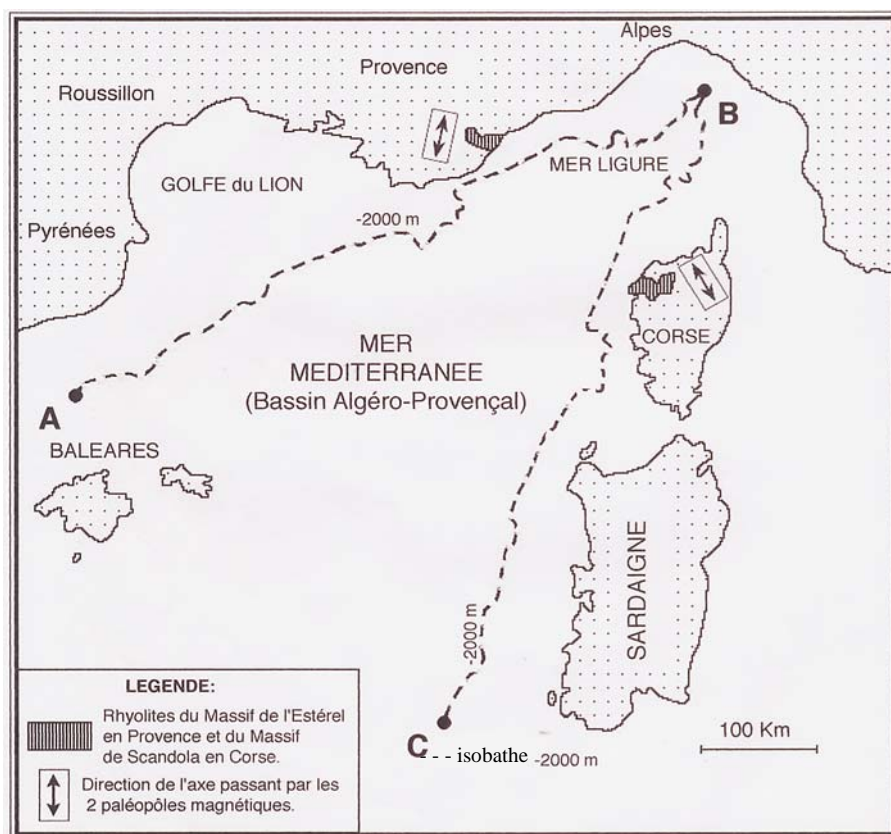 Alpes
Provence
Roussillon
B
MER LIGURE
GOLFE du LION
-2000 m
Pyrénées
CORSE
MER
MEDITERRANEE
(Bassin Algéro-Provençal)
A
BALEARES
SARDAIGNE
-2000 m
LEGENDE:
Rhyolites du Massif de l'Estérel
en Provence et du Massif
de Scandola en Corse.
Direction de l'axe passant par les
2 paléopôles magnétiques.
C
- - - isobathe -2000 m
100 Km